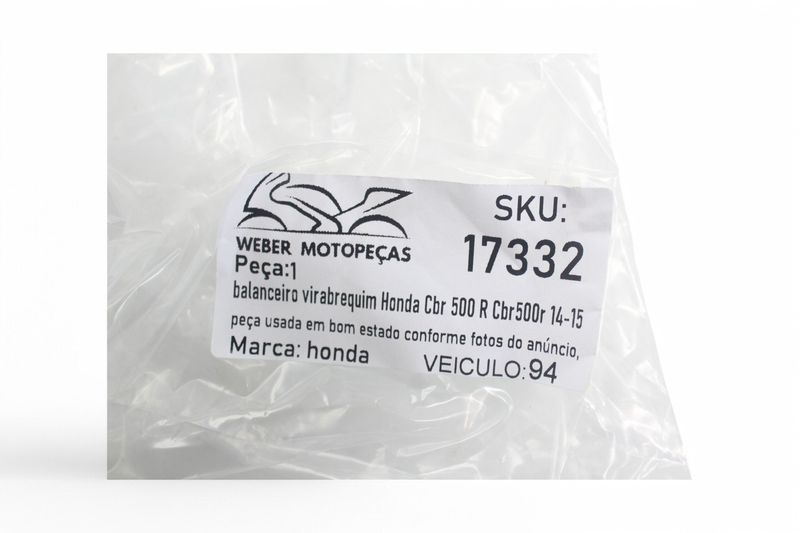 WEBER MOTOPEÇAS
SKU:
17332
Peça:1
balanceiro virabrequim Honda Cbr 500 R Cbr500r 14-15
peça usada em bom estado conforme fotos do anúncio,
Marca: honda
VEICULO:94